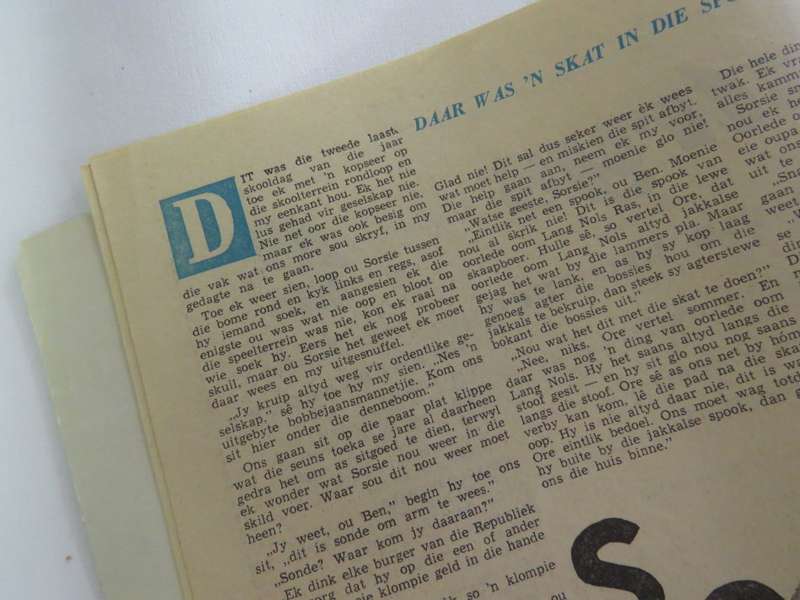 DAAR WAS 'N SKAT IN DIE
DIT was die tweede laaste
skooldag van die jaar
toe ek met 'n kopseer op
die skoolterrein rondloop en
my eenkant hou. Ek het nie
lus gehad vir geselskap nie.
Nie net oor die kopseer nie,
maar ek was ook besig om
die vak wat ons more sou skryf, in my
gedagte na te gaan.
Toe ek weer sien, loop ou Sorsie tussen
die bome rond en kyk links en regs, asof
hy iemand soek, en aangesien ek die
enigste ou was wat nie op en bloot op
die speelterrein was nie, kon ek raai na
wie soek hy. Eers het ek nog probeer
skuil, maar ou Sorsie het geweet ek moet
daar wees en my uitgesnuffel.
„Jy kruip altyd weg vir ordentlike ge-
selskap," sê hy toe hy my sien. „Nes 'n
uitgebyte bobbejaansmannetjie. Kom ons
sit hier onder die denneboom."
Ons gaan sit op die paar plat klippe
wat die seuns toeka se jare al daarheen
gedra het om as sitgoed te dien, terwyl
ek wonder wat Sorsie nou weer in die
skild voer. Waar sou dit nou weer moet
heen?
„Jy weet, ou Ben," begin hy toe ons
sit, „dit is sonde om arm te wees."
„Sonde? Waar kom jy daaraan?"
Ek dink elke burger van die Republiek
dat hy op die een of ander
klompie geld in die hande
so 'n klompie
ou
Glad nie! Dit sal dus seker weer èk wees
wat moet help — en miskien die spit afbyt.
Die help gaan aan, neem ek my voor,
maar die spit afbyt — moenie glo nie!
„Watse geeste, Sorsie?"
„Eintlik net een spook, ou Ben. Moenie
nou al skrik nie! Dit is die spook van
oorlede oom Lang Nols Ras, in die lewe
skaapboer. Hulle sê, so vertel Ore, dat
oorlede oom Lang Nols altyd jakkalse
gejag het wat by die lammers pla. Maar
hy was te lank, en as hy sy kop laag
genoeg agter die bossies hou om die
jakkals te bekruip, dan steek sy agterstewe
bokant die bossies uit."
„Nou wat het dit met die skat te doen?"
„Nee, niks. Ore vertel sommer. En
daar was nog 'n ding van oorlede oom
Lang Nols. Hy het saans altyd langs die
stoof gesit — en hy sit glo nou nog saans
langs die stoof. Ore sê as ons net by hóm
verby kan kom, lê die pad na die
oop. Hy is nie altyd daar nie, dit is
Ore eintlik bedoel. Ons moet wag
hy buite by die jakkalse spook, dan
ons die huis binne."
Die hele
twak. Ek
alles
Sorsie
nou ek
Oorlede
eie oupa
wat ons
uit te
gaan
weet
se